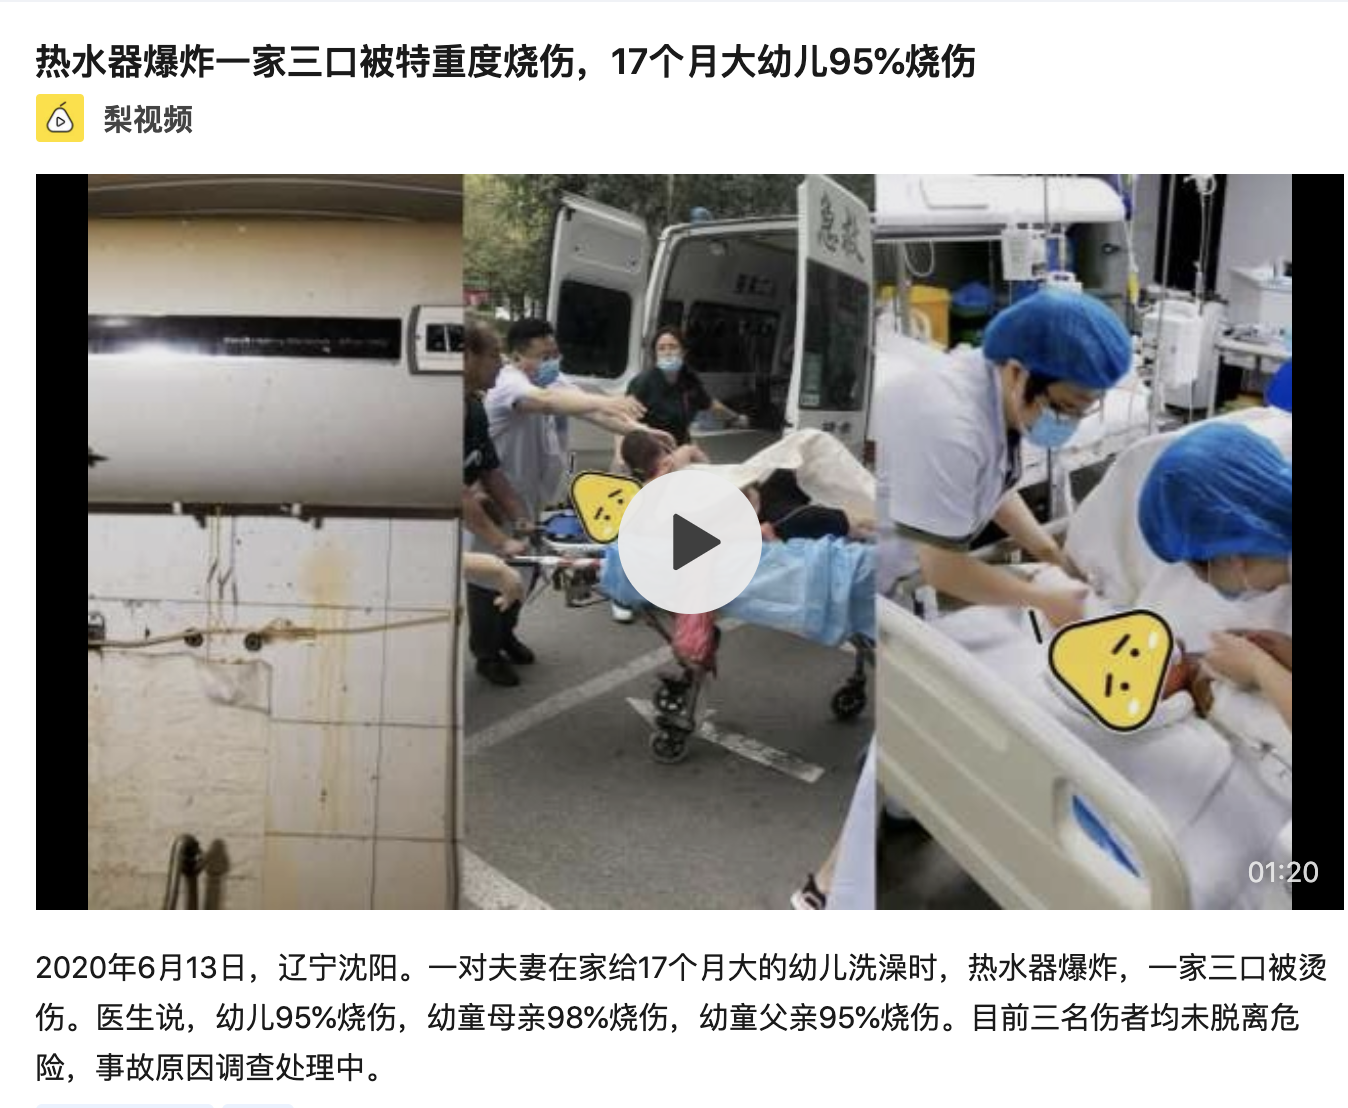 热水器爆炸一家三口被特重度烧伤，17个月大幼儿95%烧伤
梨视频
急救
01:20
2020年6月13日，辽宁沈阳。一对夫妻在家给17个月大的幼儿洗澡时，热水器爆炸，一家三口被烫
伤。医生说，幼儿95%烧伤，幼童母亲98%烧伤，幼童父亲95%烧伤。目前三名伤者均未脱离危
险，事故原因调查处理中。